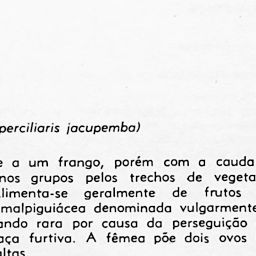 perciliaris jacupemba)
e a um frango, porém com a cauda
nos grupos pelos trechos de vegeta
limenta-se geralmente de frutos
malpiguiácea denominada vulgarmente
ando rara por causa da perseguição
aça furtiva. A fêmea põe dois ovos
altas.